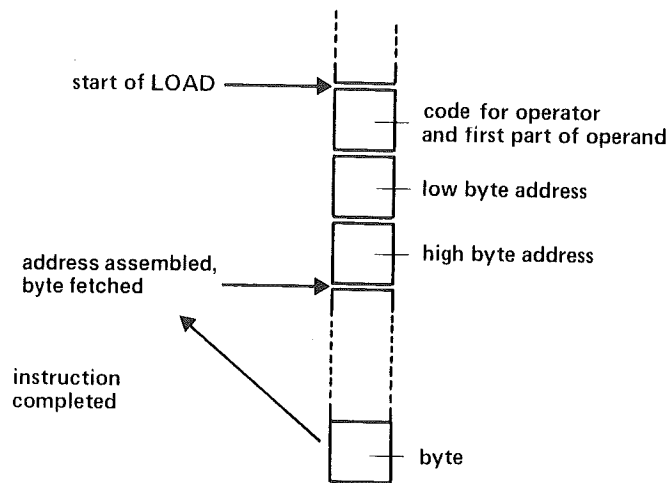 start of LOAD
code for operator
and first part of operand
low byte address
high byte address
address assembled,
byte fetched
instruction
completed
byte